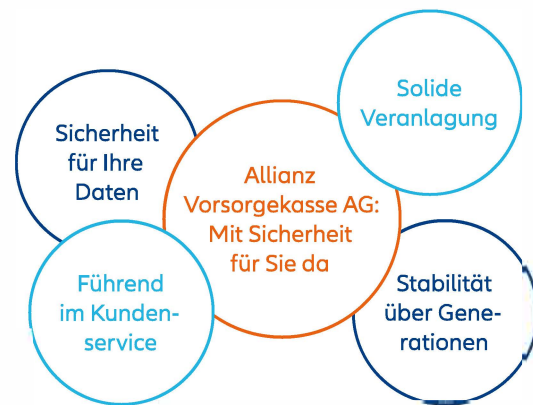 Solide
Veranlagung
Sicherheit
für Ihre
Daten
Allianz
Vorsorgekasse AG:
Mit Sicherheit
für Sie da
Führend
im Kunden-
service
Stabilität
über Gene-
rationen